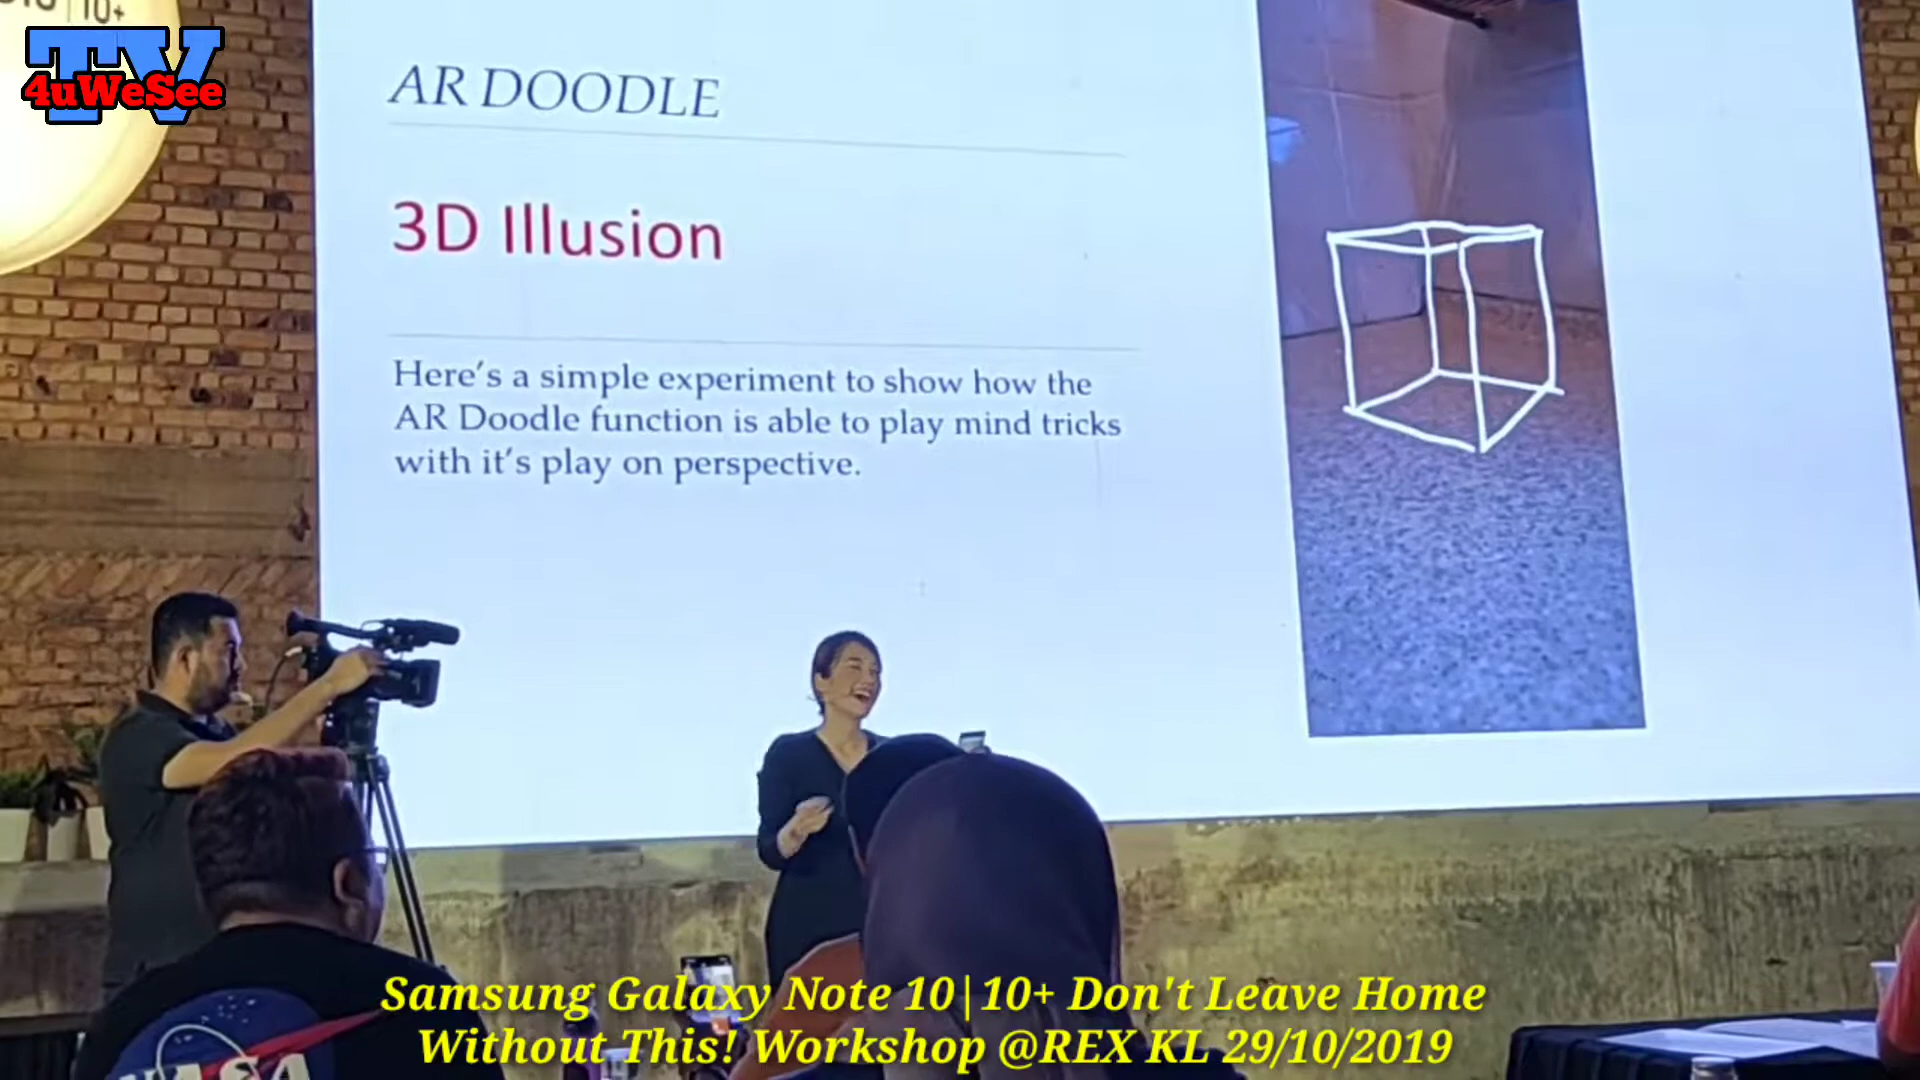 10+
TV
4uWeSee
AR DOODLE
3D Illusion
Here's a simple experiment to show how the
AR Doodle function is able to play mind tricks
with it's play on perspective.
NASA
Samsung Galaxy Note 10|10+ Don't Leave Home
Without This! Workshop @REX KL 29/10/2019